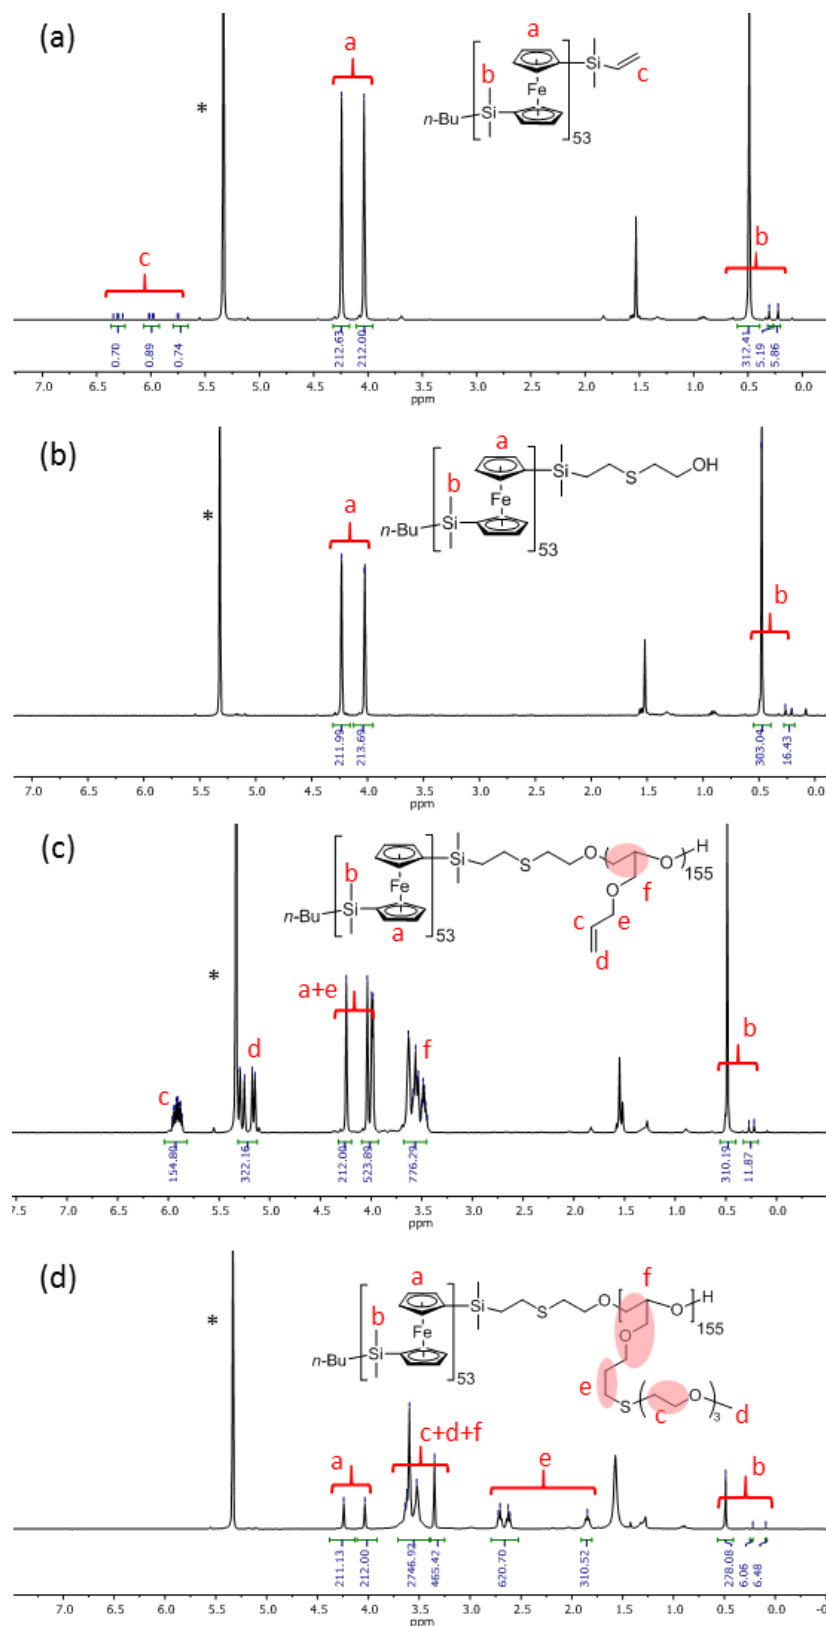 (a)
a
Si
c
b
Fe
n-Bu
Si
53
a
*
c
b
0.70
0.89
0.74
212.63
212.00
312.41
5.19
5.86
7.0 6.5 6.0 5.5 5.0 4.5 4.0 3.5 3.0 2.5 2.0 1.5 1.0 0.5 0.0
ppm
(b)
a
Si
S
OH
b
Fe
n-Bu
Si
53
a
*
b
211.99
213.69
303.04
16.43
7.0 6.5 6.0 5.5 5.0 4.5 4.0 3.5 3.0 2.5 2.0 1.5 1.0 0.5 0.0
ppm
(c)
Si
S
O
O
H
155
b
Fe
f
O
n-Bu
Si
53
a
c
e
d
*
a+e
d
f
b
c
154.80
322.16
212.00
523.89
776.29
310.19
11.87
7.5 7.0 6.5 6.0 5.5 5.0 4.5 4.0 3.5 3.0 2.5 2.0 1.5 1.0 0.5 0.0
ppm
(d)
a
f
Si
S
O
O
H
155
b
Fe
O
n-Bu
Si
53
e
S
O
3
c
d
*
a
c+d+f
e
b
211.13
212.00
2746.92
465.42
620.70
310.52
278.08
6.06
6.48
7.0 6.5 6.0 5.5 5.0 4.5 4.0 3.5 3.0 2.5 2.0 1.5 1.0 0.5 0.0
ppm